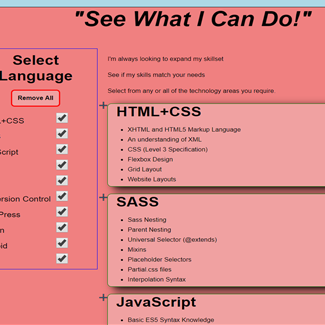 "See What I Can Do!"
Select
Language
Remove All
+CSS
Script
rsion Control
Press
n
id
I'm always looking to expand my skillset
See if my skills match your needs
Select from any or all of the technology areas you require.
HTML+CSS
XHTML and HTML5 Markup Language
An understanding of XML
CSS (Level 3 Specification)
Flexbox Design
Grid Layout
Website Layouts
SASS
Sass Nesting
Parent Nesting
Universal Selector (@extends)
Mixins
Placeholder Selectors
Partial.css files
Interpolation Syntax
JavaScript
Basic ES5 Syntax Knowledge